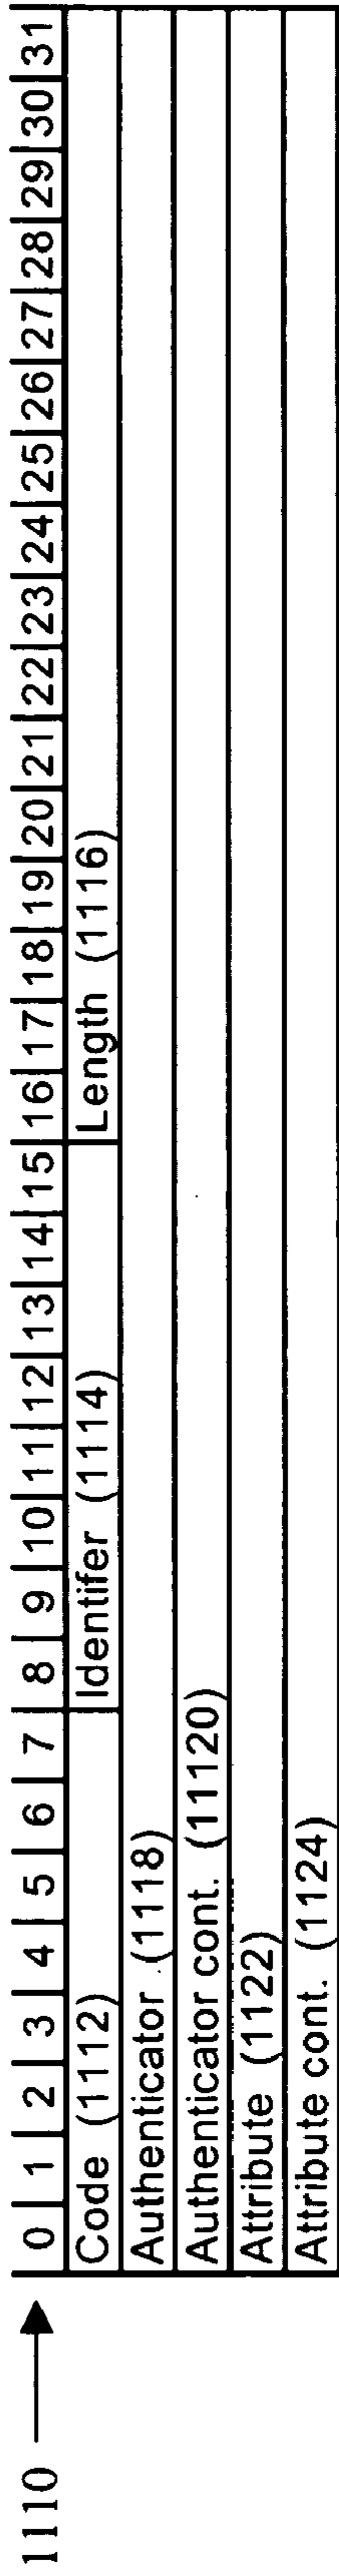 1110
0 1 2 3 4 5 6 7 8 9 10 11 12 13 14 15 16 17 18 19 20 21 22 23 24 25 26 27 28 29 30 31
Code (1112) Identifer (1114) Length (1116)
Authenticator (1118)
Authenticator cont. (11120)
Attribute (1122)
Attribute cont. (1124)